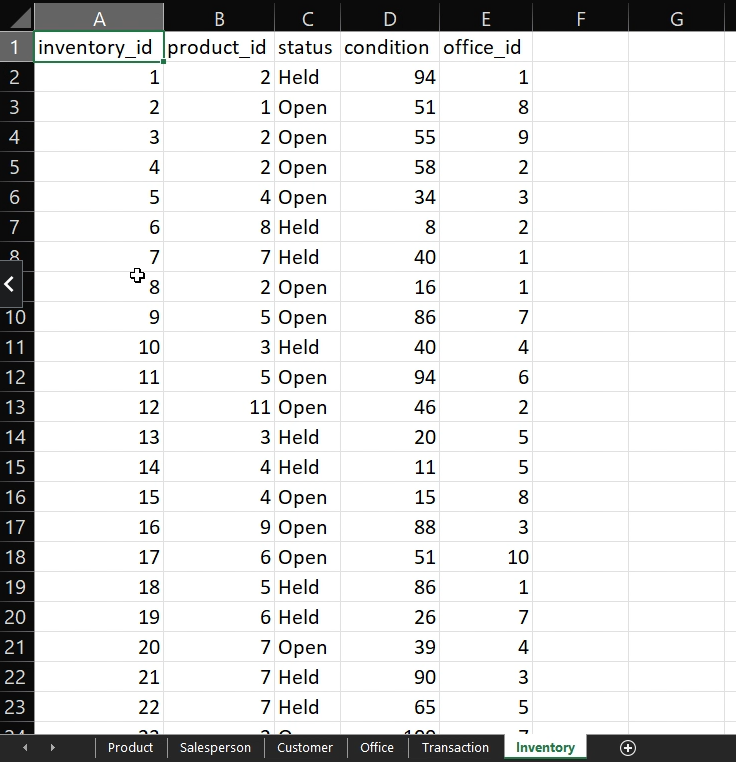 A B C D E F G
1 inventory_id product_id status condition office_id
2 1 2 Held 94 1
3 2 1 Open 51 8
4 3 2 Open 55 9
5 4 2 Open 58 2
6 5 4 Open 34 3
7 6 8 Held 8 2
8 7 7 Held 40 1
8 2 Open 16 1
10 9 5 Open 86 7
11 10 3 Held 40 4
12 11 5 Open 94 6
13 12 11 Open 46 2
14 13 3 Held 20 5
15 14 4 Held 11 5
16 15 4 Open 15 8
17 16 9 Open 88 3
18 17 6 Open 51 10
19 18 5 Held 86 1
20 19 6 Held 26 7
21 20 7 Open 39 4
22 21 7 Held 90 3
23 22 7 Held 65 5
Product Salesperson Customer Office Transaction Inventory